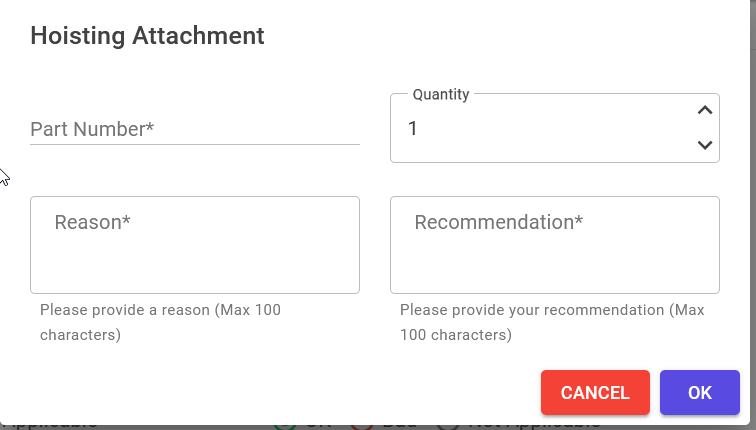 Hoisting Attachment
Quantity
Part Number*
1
Reason*
Recommendation*
Please provide a reason (Max 100
characters)
Please provide your recommendation (Max
100 characters)
CANCEL
OK